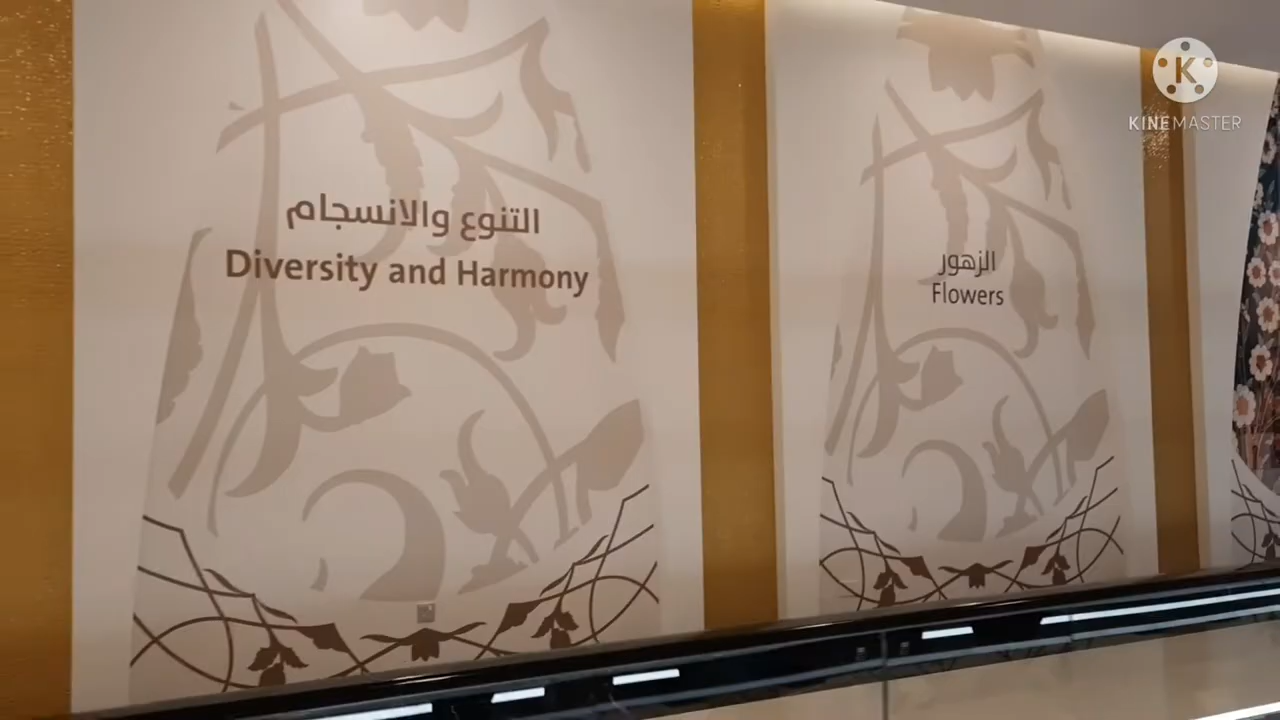 التنوع والانسجام
Diversity and Harmony
الزهور
Flowers
K
KINEMASTER